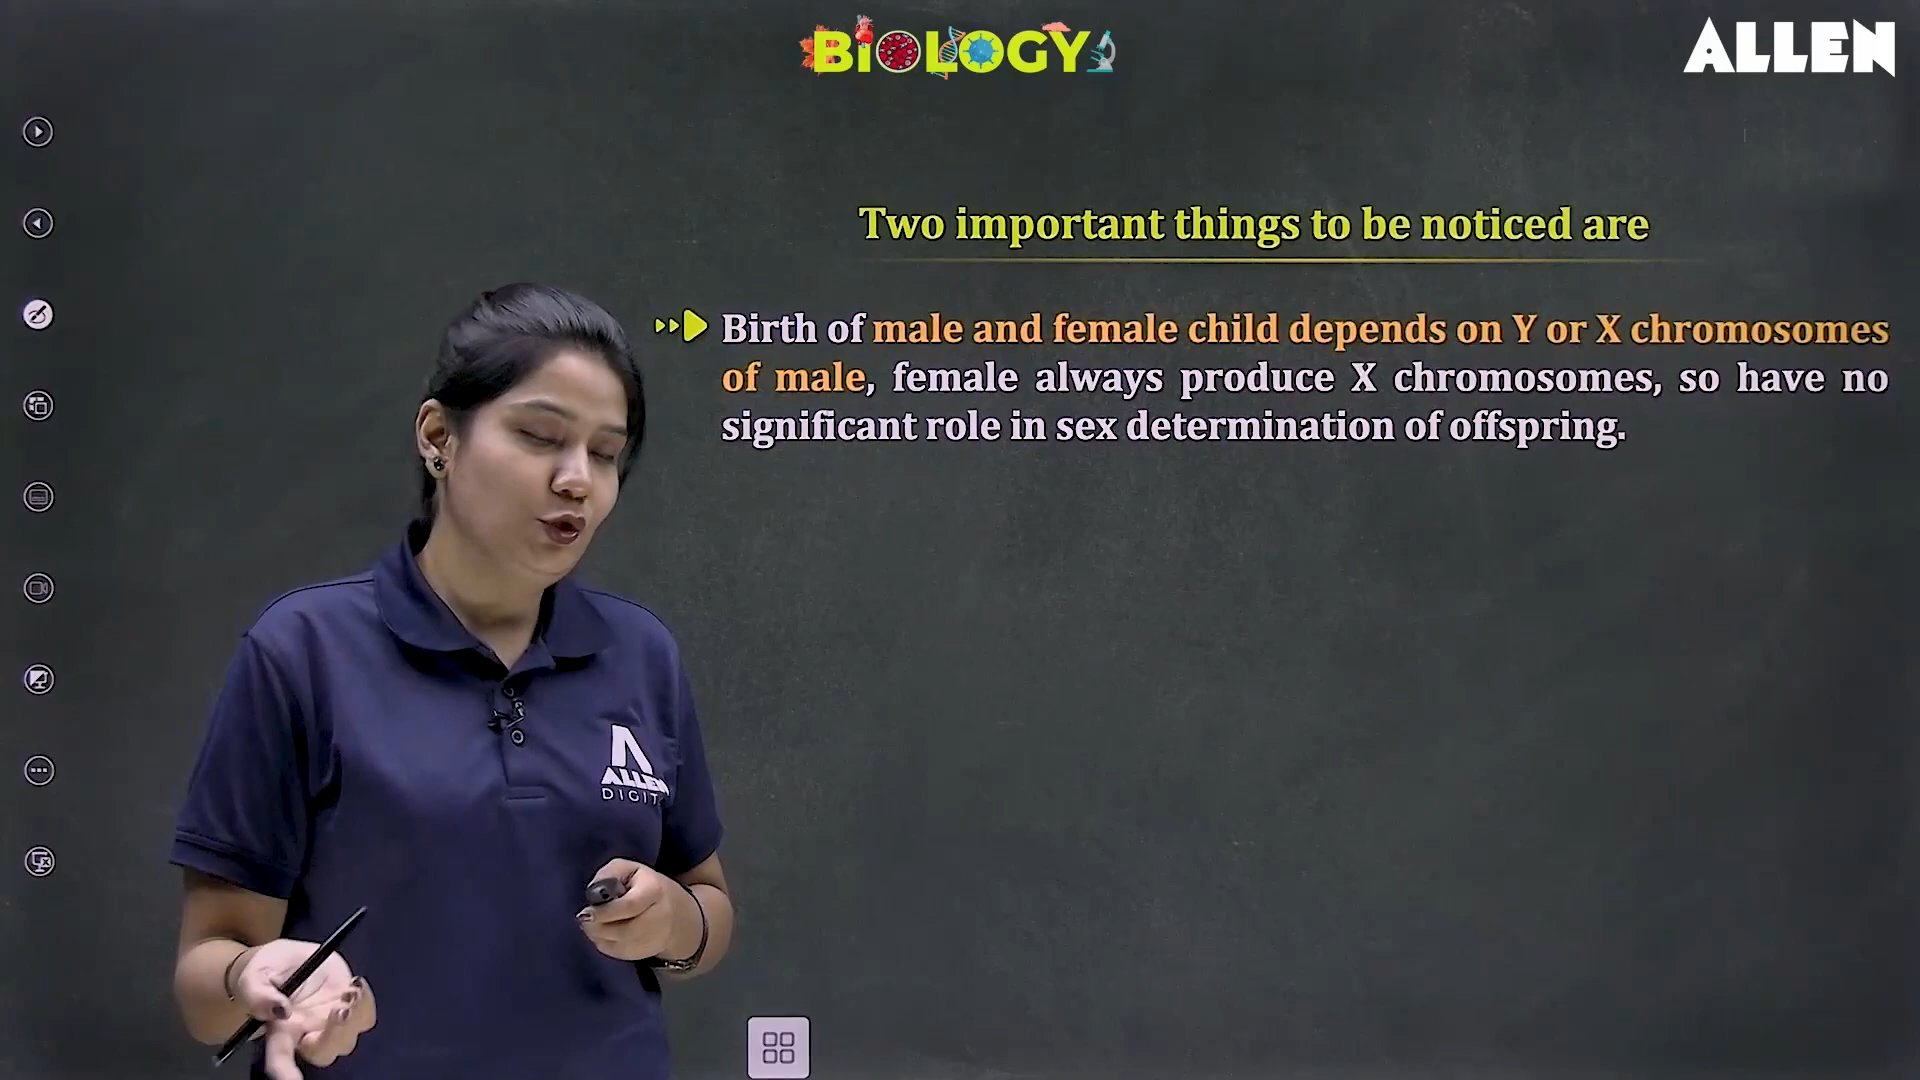 BIOLOGY
ALLEN
Two important things to be noticed are
Birth of male and female child depends on Y or X chromosomes
of male, female always produce X chromosomes, so have no
significant role in sex determination of offspring.
ALLEN
DIGIT